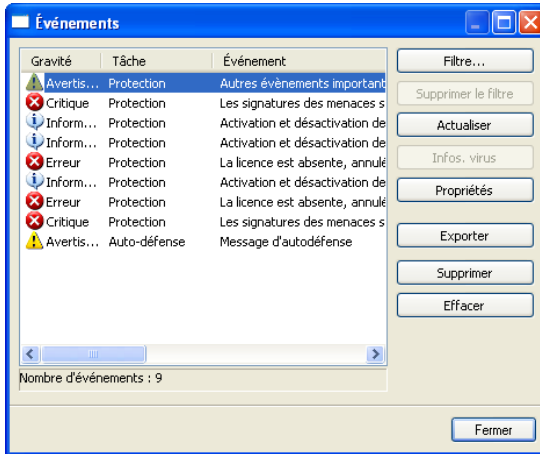 Événements
Gravité Tâche Événement
Avertis... Protection Autres évènements important
Critique Protection Les signatures des menaces s
Inform... Protection Activation et désactivation de
Inform... Protection Activation et désactivation de
Erreur Protection La licence est absente, annulé
Inform... Protection Activation et désactivation de
Erreur Protection La licence est absente, annulé
Critique Protection Les signatures des menaces s
Avertis... Auto-défense Message d'autodéfense
Nombre d'événements : 9
Filtre...
Supprimer le filtre
Actualiser
Infos. virus
Propriétés
Exporter
Supprimer
Effacer
Fermer